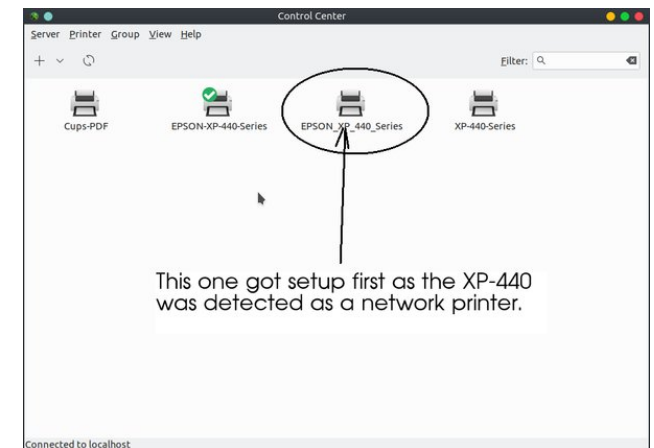 Control Center
Server Printer Group View Help
Filter:
Cups-PDF EPSON-XP-440-Series EPSON_XP_440_Series XP-440-Series
This one got setup first as the XP-440
was detected as a network printer.
Connected to localhost